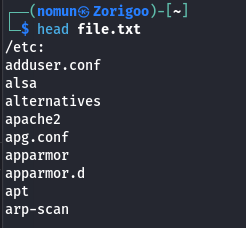 ┌──(nomun㉿Zorigoo)-[~]
└─$ head file.txt
/etc:
adduser.conf
alsa
alternatives
apache2
apg.conf
apparmor
apparmor.d
apt
arp-scan